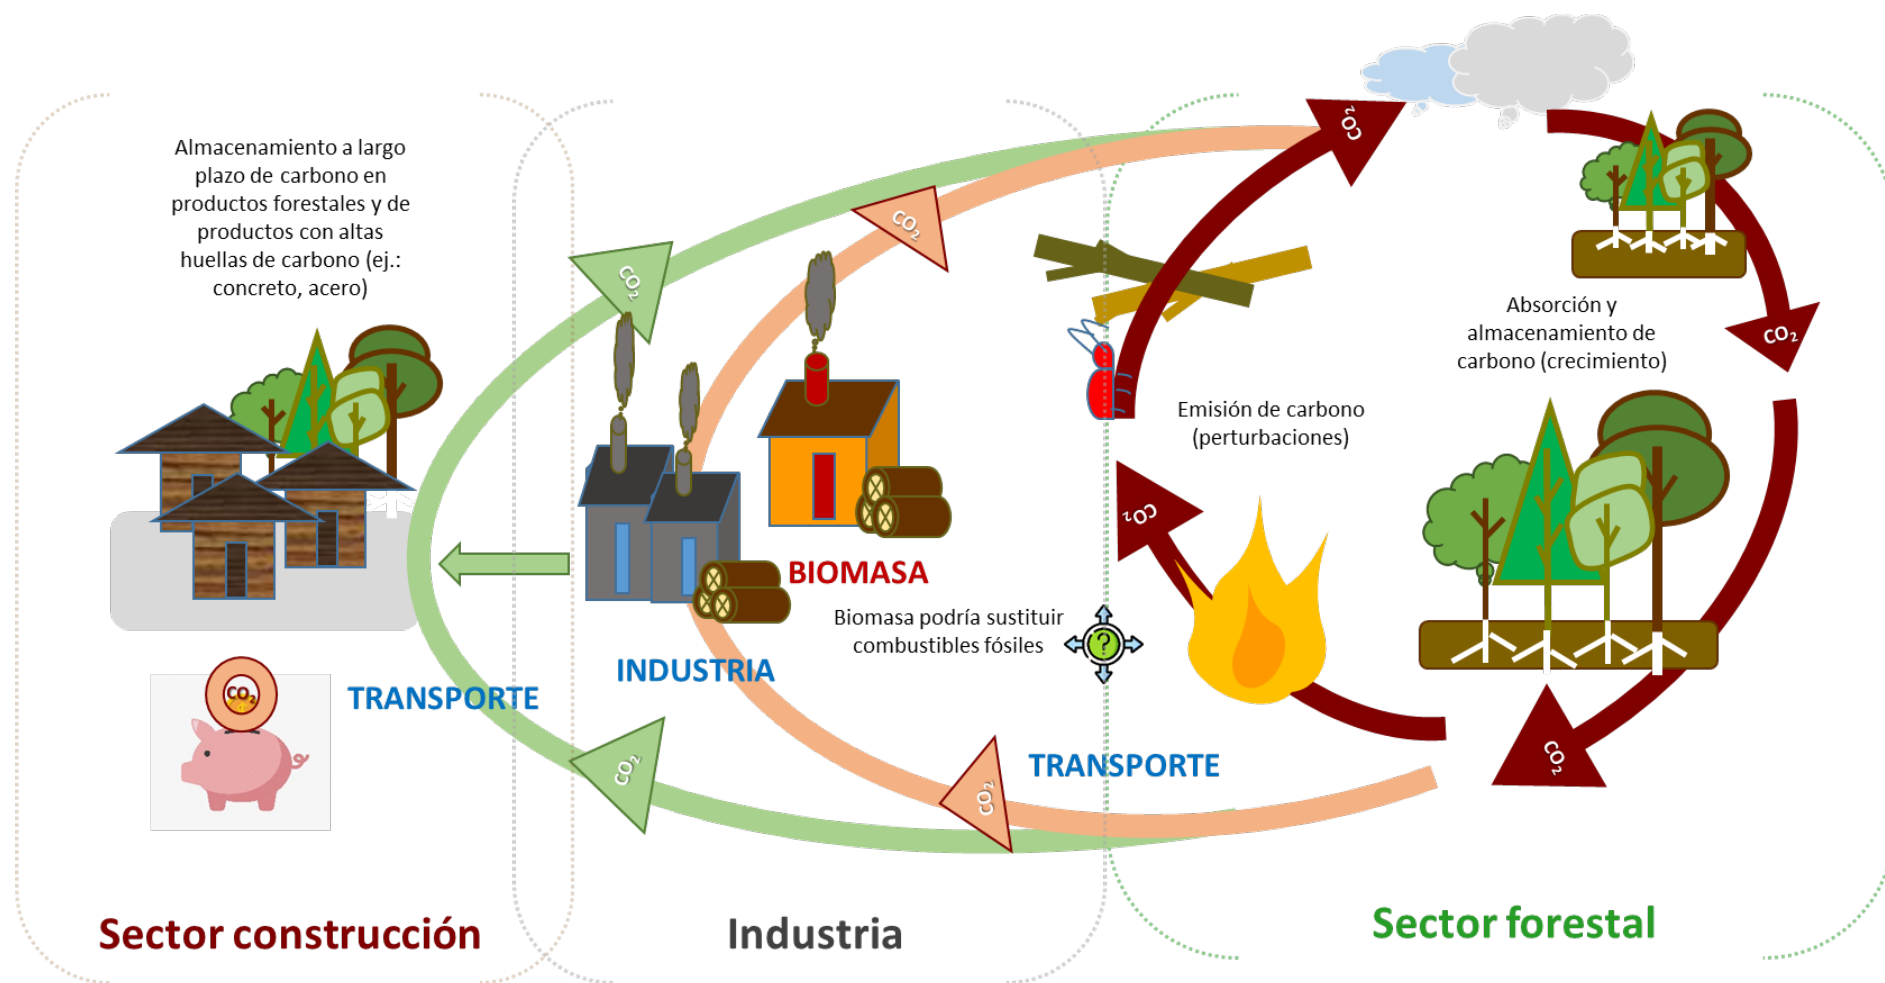 Almacenamiento a largo
plazo de carbono en
productos forestales y de
productos con altas
huellas de carbono (ej.:
concreto, acero)
CO₂
TRANSPORTE
Sector construcción
CO₂
CO₂
CO₂
BIOMASA
Biomasa podría sustituir
combustibles fósiles
?
INDUSTRIA
CO₂
CO₂
TRANSPORTE
Industria
CO₂
Absorción y
almacenamiento de
carbono (crecimiento)
CO₂
Emisión de carbono
(perturbaciones)
CO₂
CO₂
Sector forestal